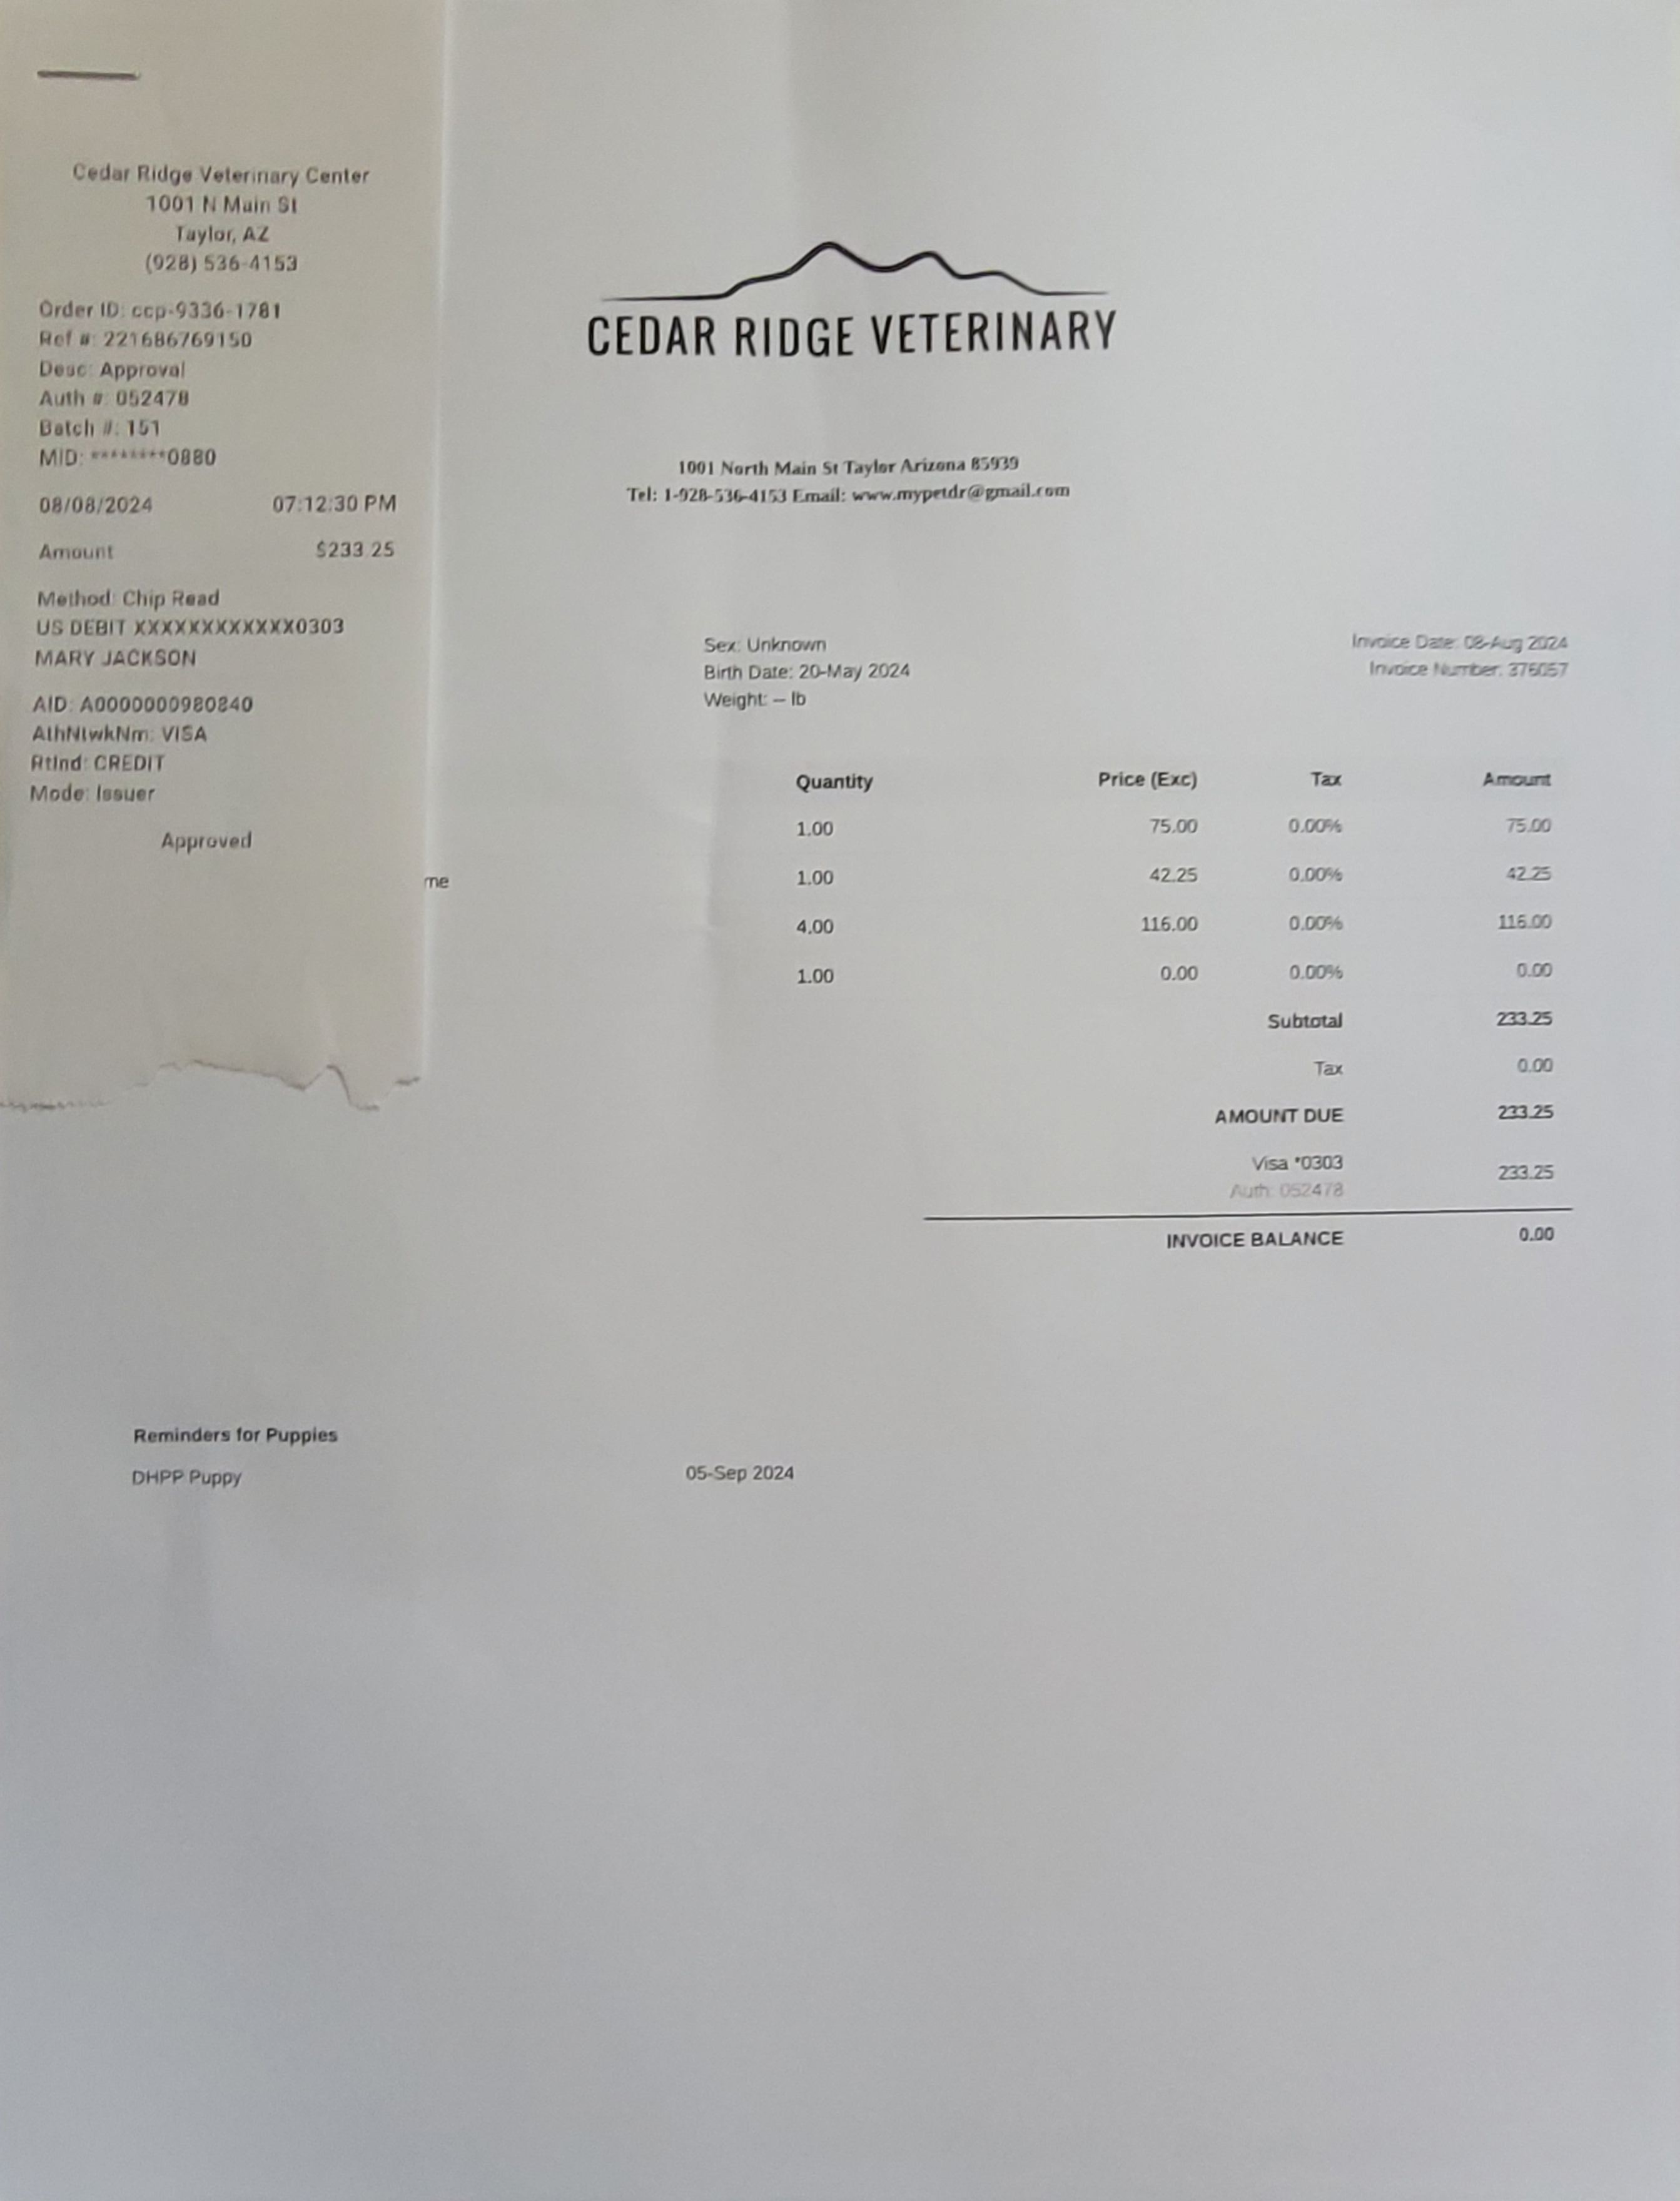 Cedar Ridge Veterinary Center
1001 N Main St
Taylor, AZ
(928) 536-4153
Order ID: ccp-9336-1781
Ref #: 221686769150
Desc: Approval
Auth #: 052478
Batch #: 151
MID: ********0880
08/08/2024 07:12:30 PM
Amount $233.25
Method: Chip Read
US DEBIT XXXXXXXXXXXX0303
MARY JACKSON
AID: A0000000980840
AthNtwkNm: VISA
RtInd: CREDIT
Mode: Issuer
Approved
CEDAR RIDGE VETERINARY
1001 North Main St Taylor Arizona 85939
Tel: 1-928-536-4153 Email: www.mypetdr@gmail.com
Sex: Unknown
Birth Date: 20-May 2024
Weight: -- lb
Invoice Date: 08-Aug 2024
Invoice Number: 376057
Quantity Price (Exc) Tax Amount
1.00 75.00 0.00% 75.00
me 1.00 42.25 0.00% 42.25
4.00 116.00 0.00% 116.00
1.00 0.00 0.00% 0.00
Subtotal 233.25
Tax 0.00
AMOUNT DUE 233.25
Visa *0303 233.25
Auth: 052478
INVOICE BALANCE 0.00
Reminders for Puppies
DHPP Puppy 05-Sep 2024